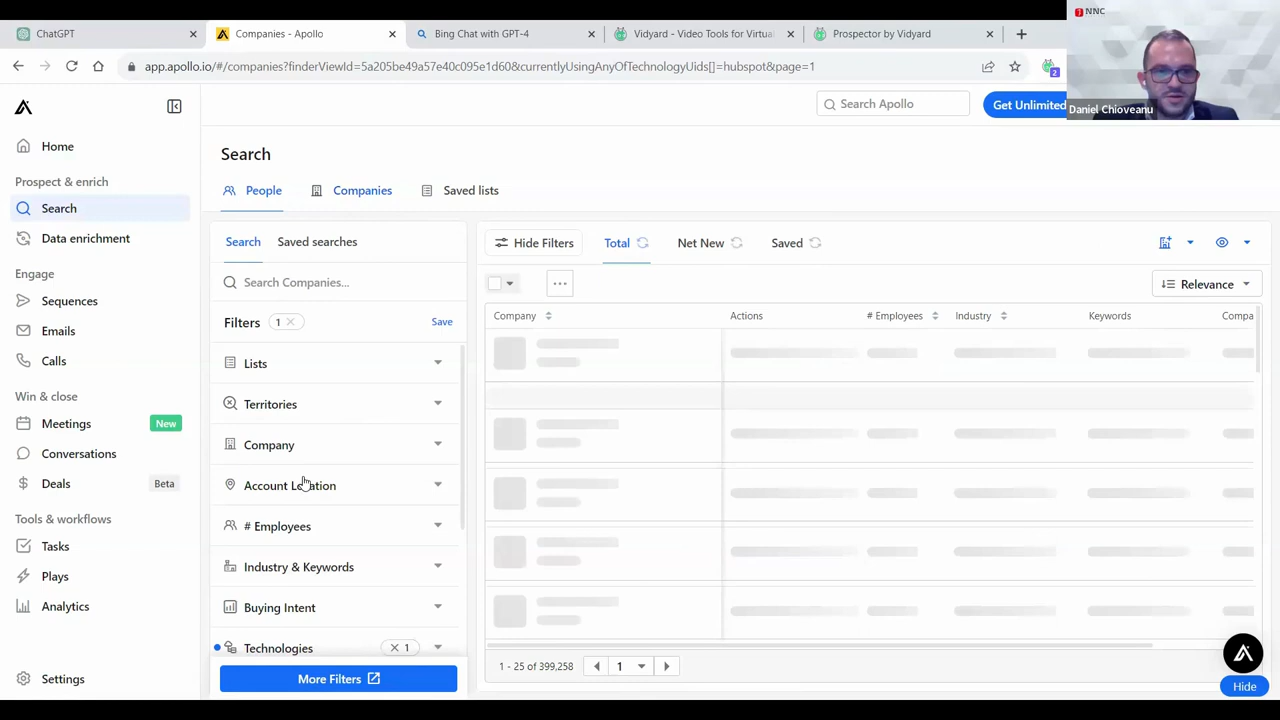 NNC
ChatGPT
Companies - Apollo
Bing Chat with GPT-4
Vidyard - Video Tools for Virtual
Prospector by Vidyard
app.apollo.io/#/companies?finderViewId=5a205be49a57e40c095e1d60&currentlyUsingAnyOfTechnologyUids[]=hubspot&page=1
2
Search Apollo
Get Unlimited
Daniel Chioveanu
Home
Prospect & enrich
Search
Data enrichment
Engage
Sequences
Emails
Calls
Win & close
Meetings New
Conversations
Deals Beta
Tools & workflows
Tasks
Plays
Analytics
Settings
Search
People
Companies
Saved lists
Search
Saved searches
Search Companies...
Filters 1
Save
Lists
Territories
Company
Account Location
# Employees
Industry & Keywords
Buying Intent
Technologies 1
More Filters
Hide Filters
Total
Net New
Saved
Relevance
Company
Actions
# Employees
Industry
Keywords
Compa
1 - 25 of 399,258
1
Hide